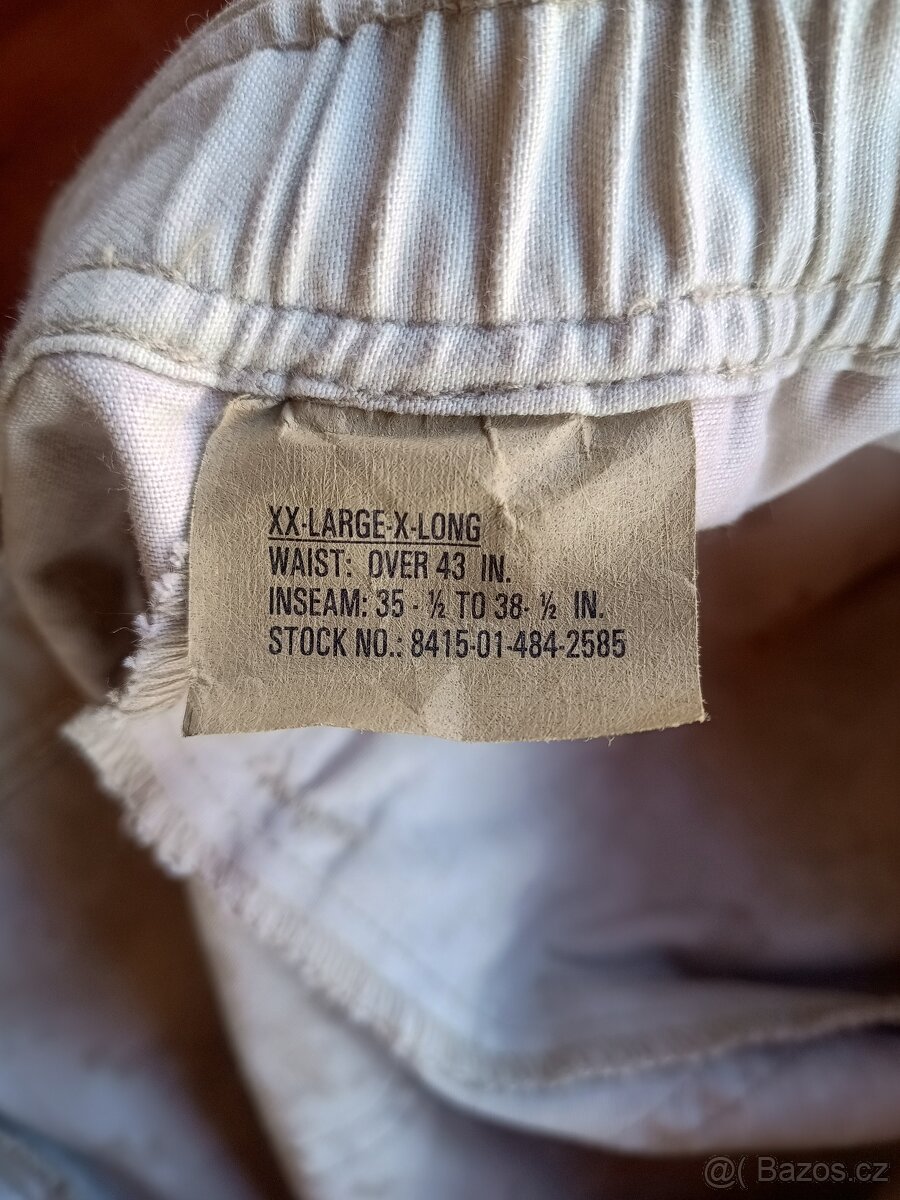 XX-LARGE-X-LONG
WAIST: OVER 43 IN.
INSEAM: 35 - ½ TO 38- ½ IN.
STOCK NO.: 8415-01-484-2585
@( Bazos.cz